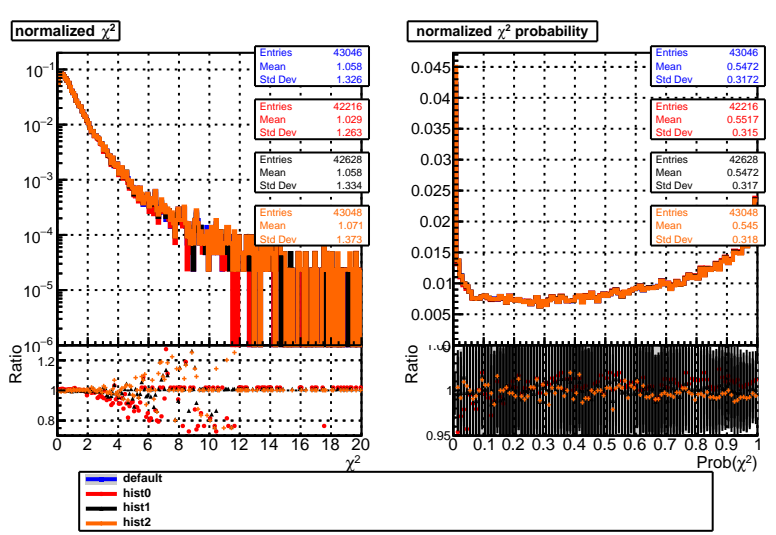 normalized χ²
Entries 43046
Mean 1.058
Std Dev 1.326
Entries 42216
Mean 1.029
Std Dev 1.263
Entries 42628
Mean 1.058
Std Dev 1.334
Entries 43048
Mean 1.071
Std Dev 1.373
10⁻¹
10⁻²
10⁻³
10⁻⁴
10⁻⁵
10⁻⁶
Ratio
1.2
1
0.8
0 2 4 6 8 10 12 14 16 18 20
χ²
normalized χ² probability
Entries 43046
Mean 0.5472
Std Dev 0.3172
Entries 42216
Mean 0.5517
Std Dev 0.315
Entries 42628
Mean 0.5472
Std Dev 0.317
Entries 43048
Mean 0.545
Std Dev 0.318
0.045
0.04
0.035
0.03
0.025
0.02
0.015
0.01
0.005
Ratio
0.95
0 0.1 0.2 0.3 0.4 0.5 0.6 0.7 0.8 0.9 1
Prob(χ²)
default
hist0
hist1
hist2